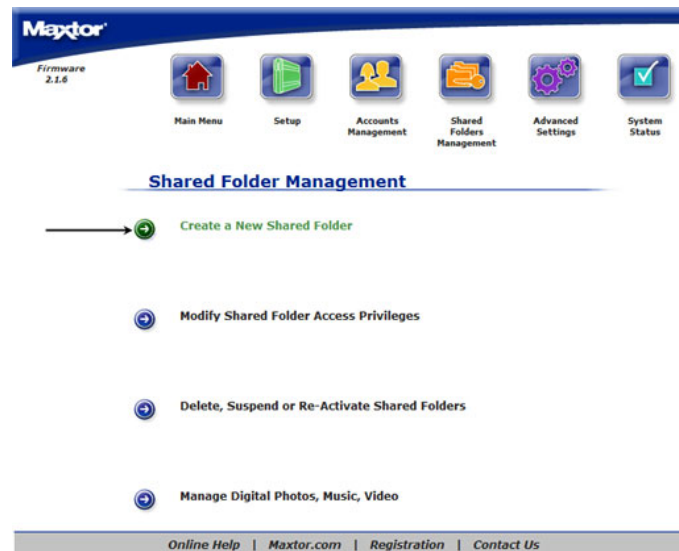 Maxtor
Firmware
2.1.6
Main Menu
Setup
Accounts
Management
Shared
Folders
Management
Advanced
Settings
System
Status
Shared Folder Management
Create a New Shared Folder
Modify Shared Folder Access Privileges
Delete, Suspend or Re-Activate Shared Folders
Manage Digital Photos, Music, Video
Online Help | Maxtor.com | Registration | Contact Us